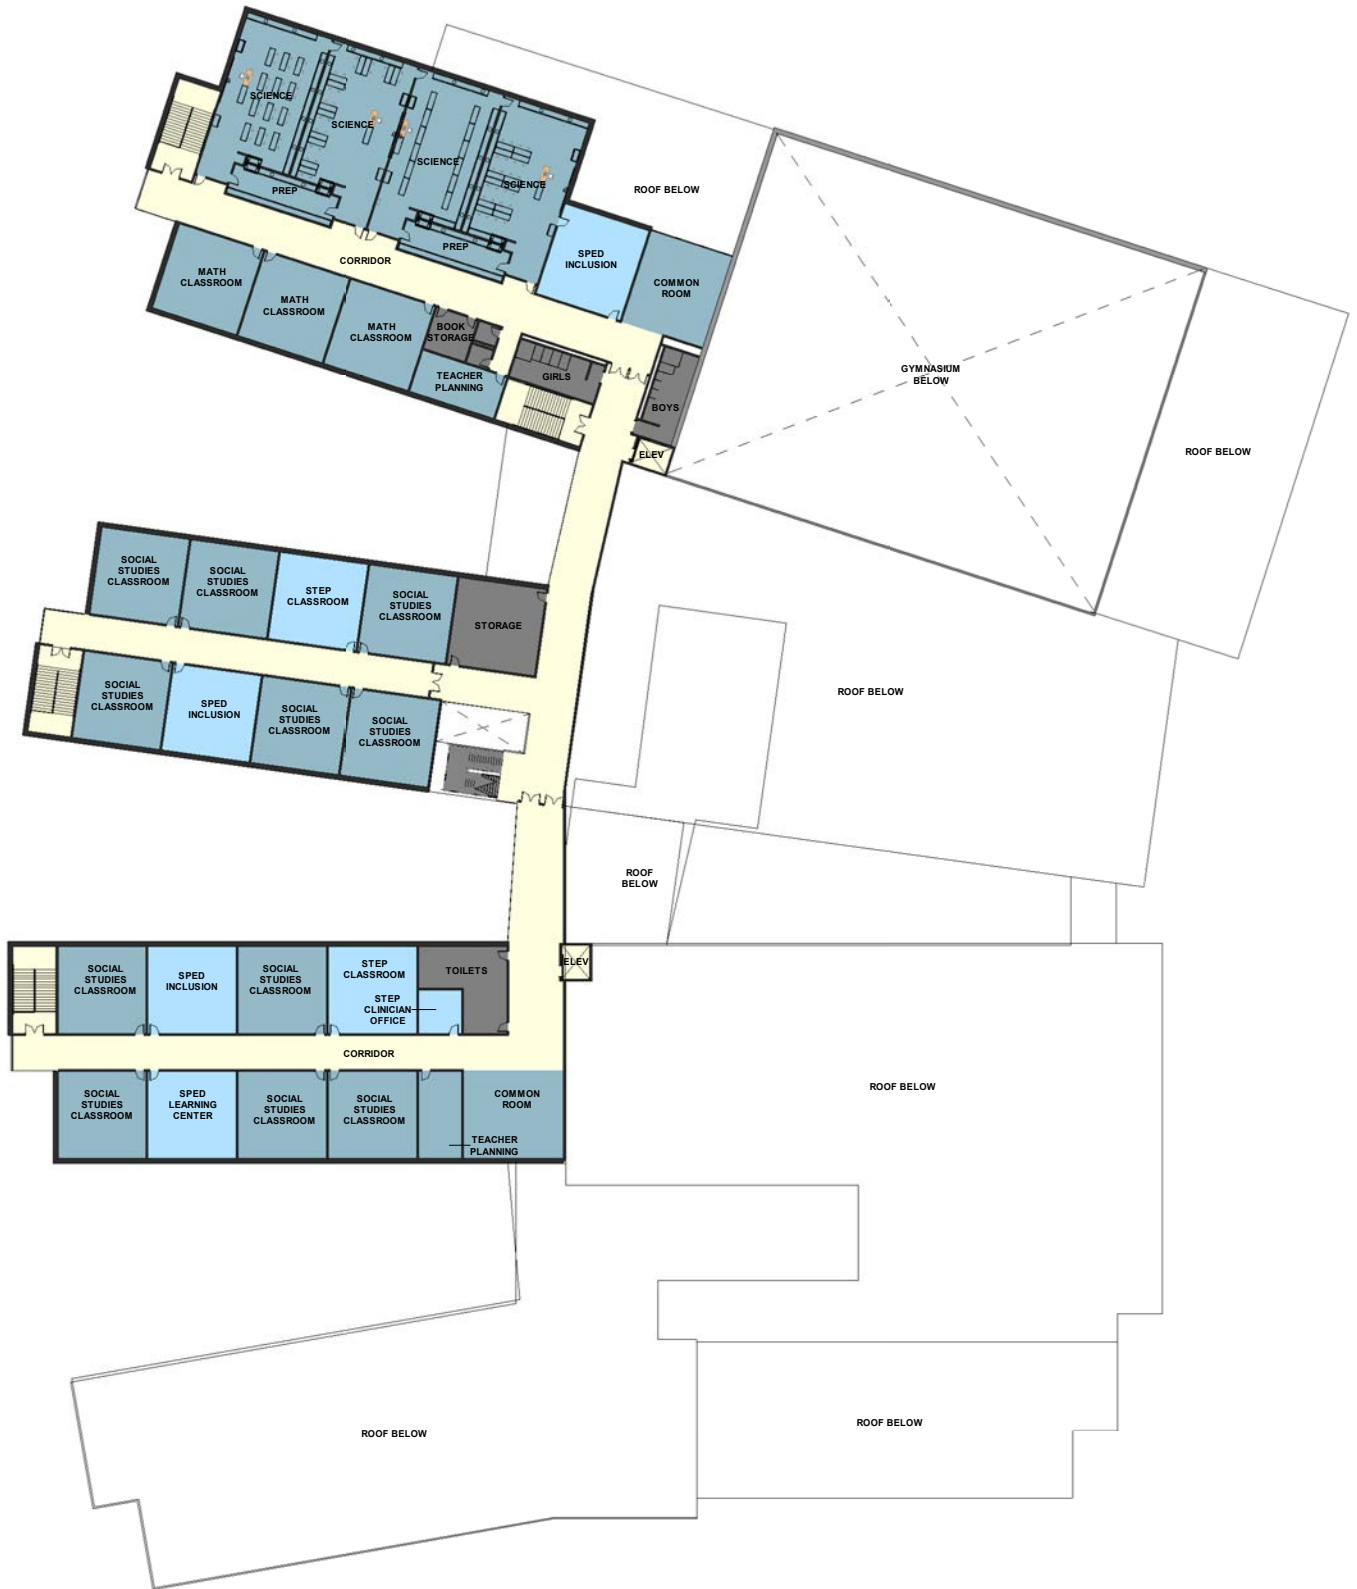 SCIENCE
SCIENCE
SCIENCE
SCIENCE
PREP
PREP
ROOF BELOW
CORRIDOR
SPED
INCLUSION
COMMON
ROOM
MATH
CLASSROOM
MATH
CLASSROOM
MATH
CLASSROOM
BOOK
STORAGE
TEACHER
PLANNING
GIRLS
BOYS
ELEV
GYMNASIUM
BELOW
ROOF BELOW
SOCIAL
STUDIES
CLASSROOM
SOCIAL
STUDIES
CLASSROOM
STEP
CLASSROOM
SOCIAL
STUDIES
CLASSROOM
STORAGE
SOCIAL
STUDIES
CLASSROOM
SPED
INCLUSION
SOCIAL
STUDIES
CLASSROOM
SOCIAL
STUDIES
CLASSROOM
ROOF BELOW
ROOF
BELOW
SOCIAL
STUDIES
CLASSROOM
SPED
INCLUSION
SOCIAL
STUDIES
CLASSROOM
STEP
CLASSROOM
STEP
CLINICIAN
OFFICE
TOILETS
ELEV
CORRIDOR
SOCIAL
STUDIES
CLASSROOM
SPED
LEARNING
CENTER
SOCIAL
STUDIES
CLASSROOM
SOCIAL
STUDIES
CLASSROOM
COMMON
ROOM
TEACHER
PLANNING
ROOF BELOW
ROOF BELOW
ROOF BELOW